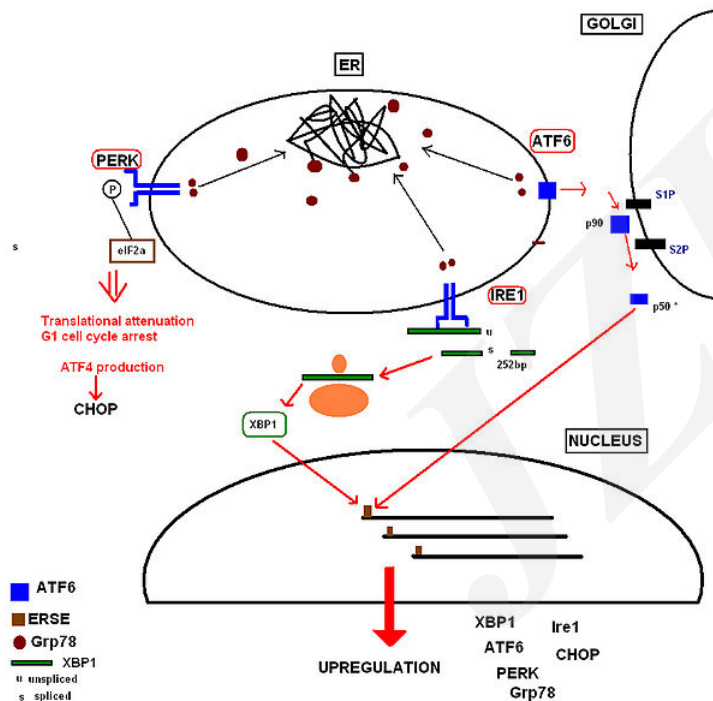 GOLGI
ER
ATF6
PERK
P
S1P
p90
S2P
s
eIF2a
IRE1
p50 *
u
Translational attenuation
G1 cell cycle arrest
s
252bp
ATF4 production
CHOP
XBP1
NUCLEUS
ATF6
ERSE
Grp78
XBP1
u unspliced
s spliced
UPREGULATION
XBP1
Ire1
ATF6
CHOP
PERK
Grp78
JZ